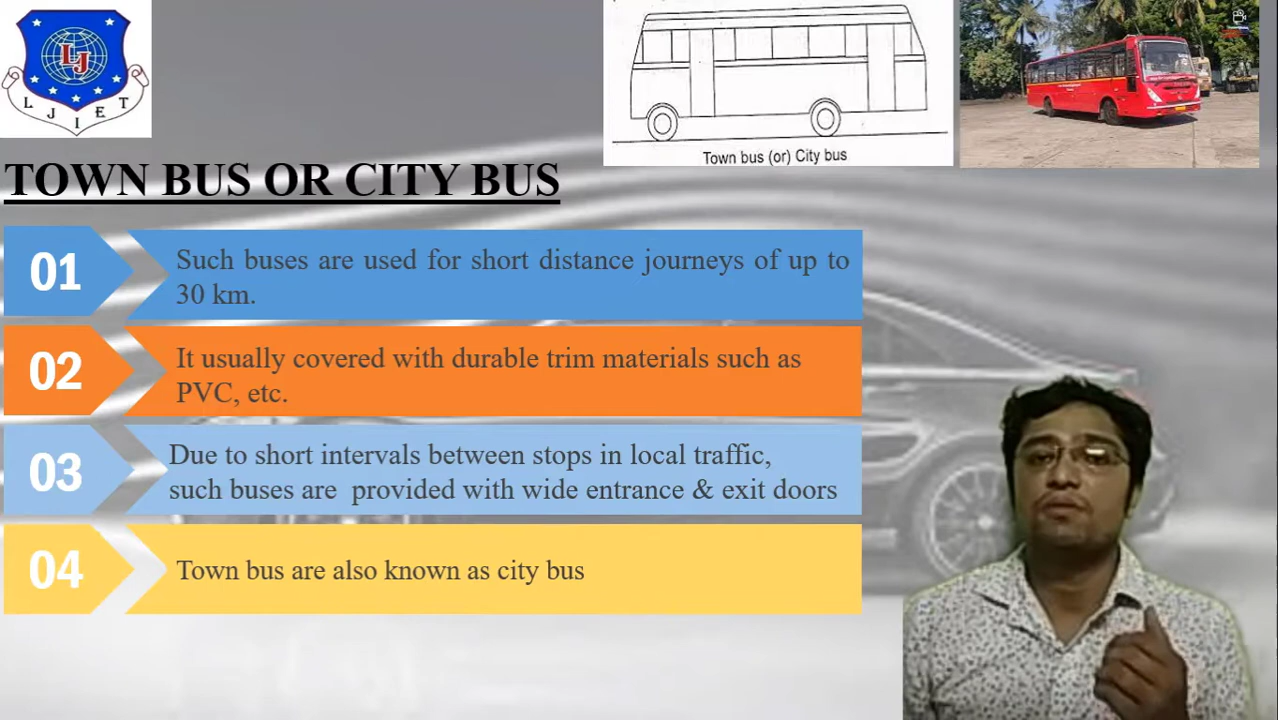 LJ
LJIET
Town bus (or) City bus
TOWN BUS OR CITY BUS
01
Such buses are used for short distance journeys of up to
30 km.
02
It usually covered with durable trim materials such as
PVC, etc.
03
Due to short intervals between stops in local traffic,
such buses are provided with wide entrance & exit doors
04
Town bus are also known as city bus